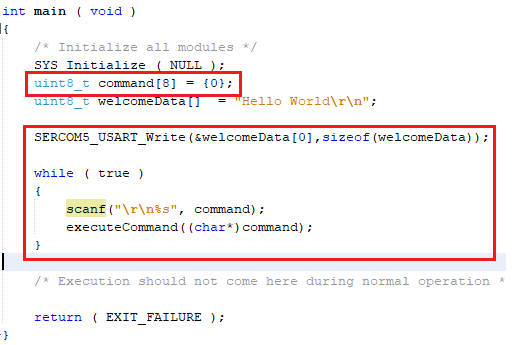 int main ( void )
{
/* Initialize all modules */
SYS_Initialize ( NULL );
uint8_t command[8] = {0};
uint8_t welcomeData[] = "Hello World\r\n";
SERCOM5_USART_Write(&welcomeData[0],sizeof(welcomeData));
while ( true )
{
scanf("\r\n%s", command);
executeCommand((char*)command);
}
/* Execution should not come here during normal operation *
return ( EXIT_FAILURE );
}